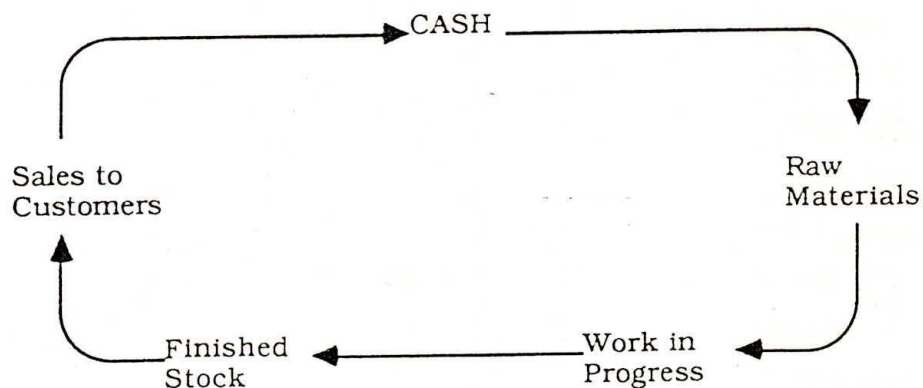 CASH
Raw
Materials
Work in
Progress
Finished
Stock
Sales to
Customers